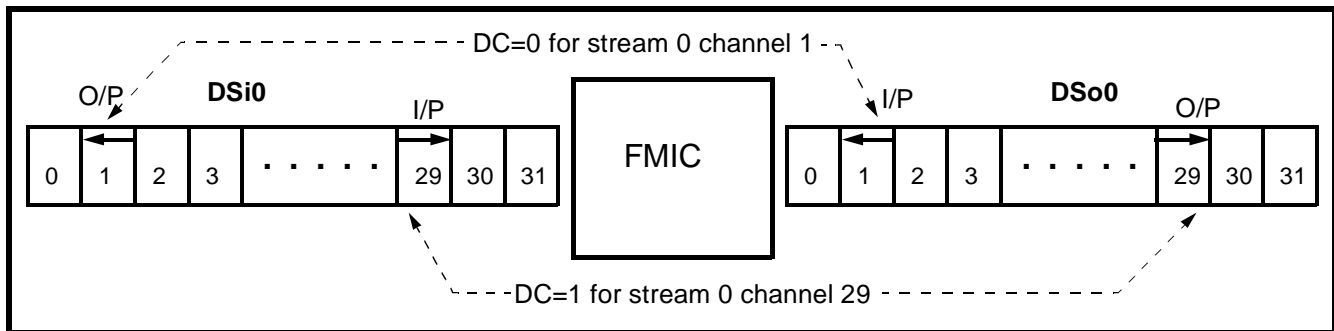 DC=0 for stream 0 channel 1
O/P DSi0 I/P I/P DSo0 O/P
0 1 2 3 . . . . . 29 30 31 FMIC 0 1 2 3 . . . . . 29 30 31
DC=1 for stream 0 channel 29